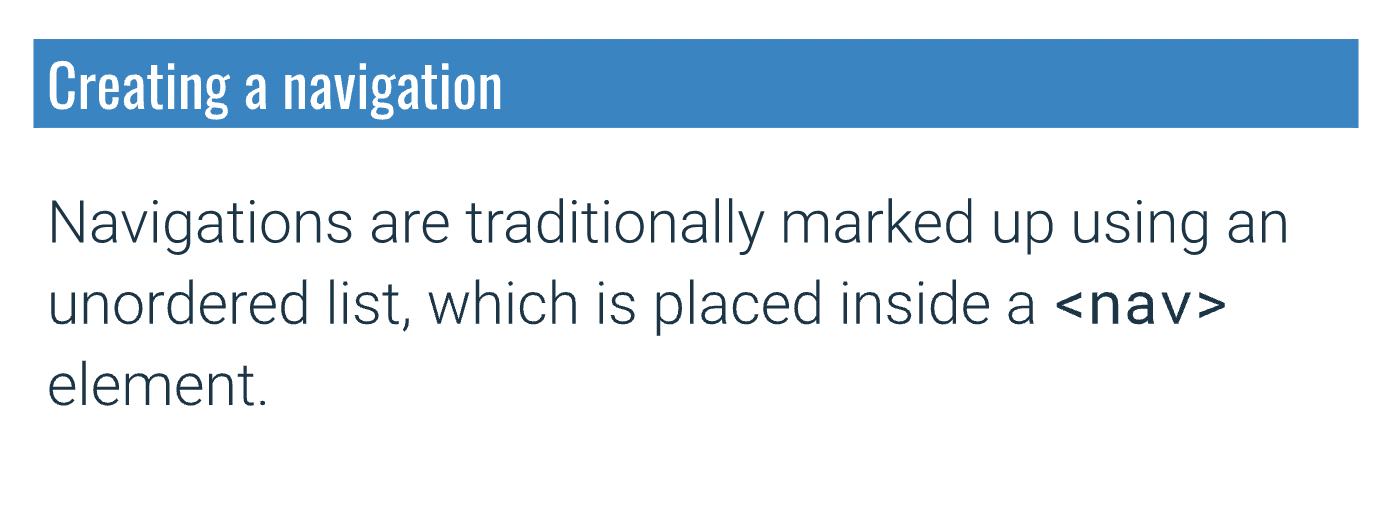 Creating a navigation
Navigations are traditionally marked up using an
unordered list, which is placed inside a <nav>
element.